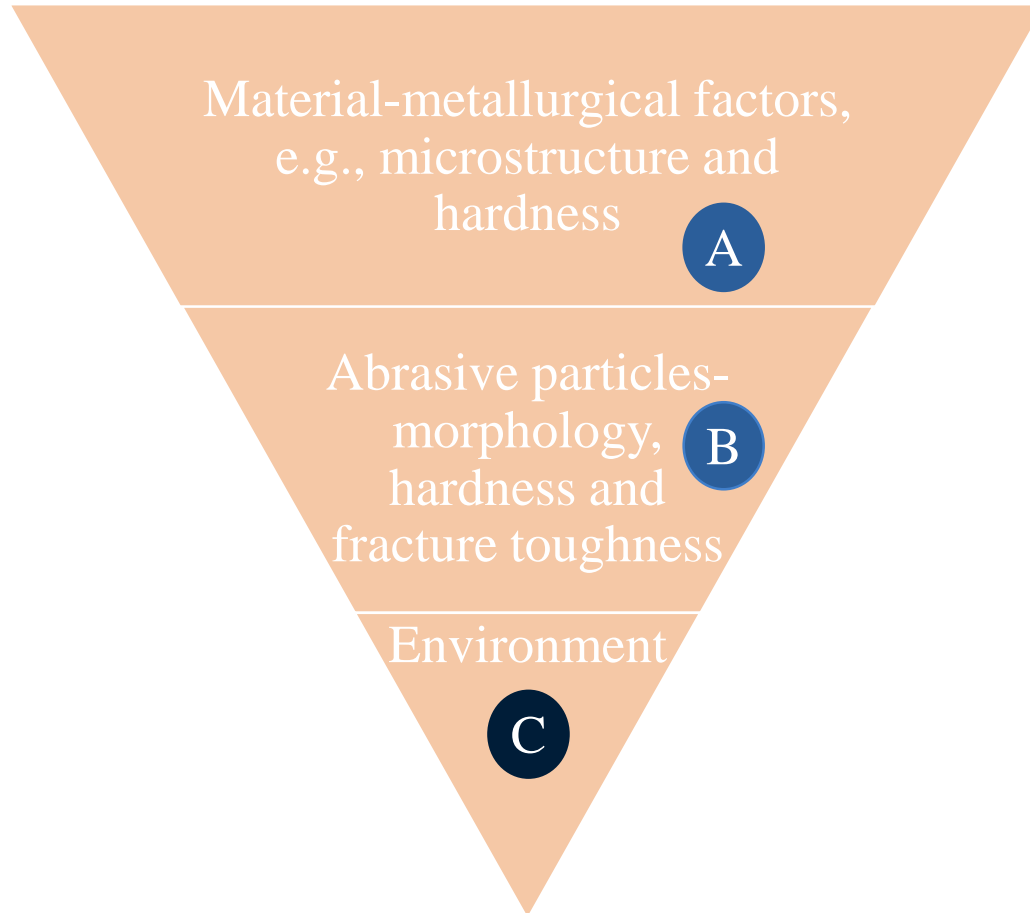 Material-metallurgical factors,
e.g., microstructure and
hardness
A
Abrasive particles-
morphology,
B
hardness and
fracture toughness
Environment
C